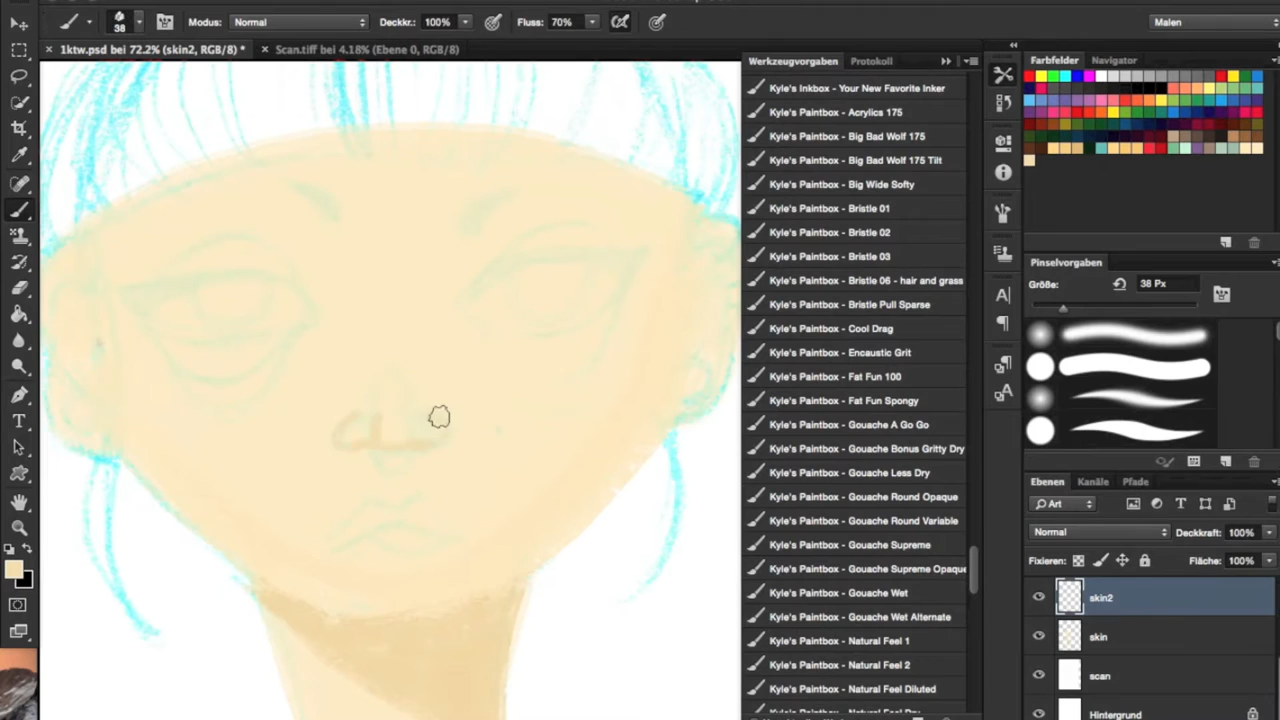 38
Modus: Normal
Deckkr.: 100%
Fluss: 70%
Malen
× 1ktw.psd bei 72.2% (skin2, RGB/8) *
× Scan.tiff bei 4.18% (Ebene 0, RGB/8)
Werkzeugvorgaben
Protokoll
Kyle's Inkbox - Your New Favorite Inker
Kyle's Paintbox - Acrylics 175
Kyle's Paintbox - Big Bad Wolf 175
Kyle's Paintbox - Big Bad Wolf 175 Tilt
Kyle's Paintbox - Big Wide Softy
Kyle's Paintbox - Bristle 01
Kyle's Paintbox - Bristle 02
Kyle's Paintbox - Bristle 03
Kyle's Paintbox - Bristle 06 - hair and grass
Kyle's Paintbox - Bristle Pull Sparse
Kyle's Paintbox - Cool Drag
Kyle's Paintbox - Encaustic Grit
Kyle's Paintbox - Fat Fun 100
Kyle's Paintbox - Fat Fun Spongy
Kyle's Paintbox - Gouache A Go Go
Kyle's Paintbox - Gouache Bonus Gritty Dry
Kyle's Paintbox - Gouache Less Dry
Kyle's Paintbox - Gouache Round Opaque
Kyle's Paintbox - Gouache Round Variable
Kyle's Paintbox - Gouache Supreme
Kyle's Paintbox - Gouache Supreme Opaque
Kyle's Paintbox - Gouache Wet
Kyle's Paintbox - Gouache Wet Alternate
Kyle's Paintbox - Natural Feel 1
Kyle's Paintbox - Natural Feel 2
Kyle's Paintbox - Natural Feel Diluted
Kyle's Paintbox - Natural Feel Dry
Farbfelder
Navigator
Pinselvorgaben
Größe:
38 Px
Ebenen
Kanäle
Pfade
Art
Normal
Deckkraft: 100%
Fixieren:
Fläche: 100%
skin2
skin
scan
Hintergrund